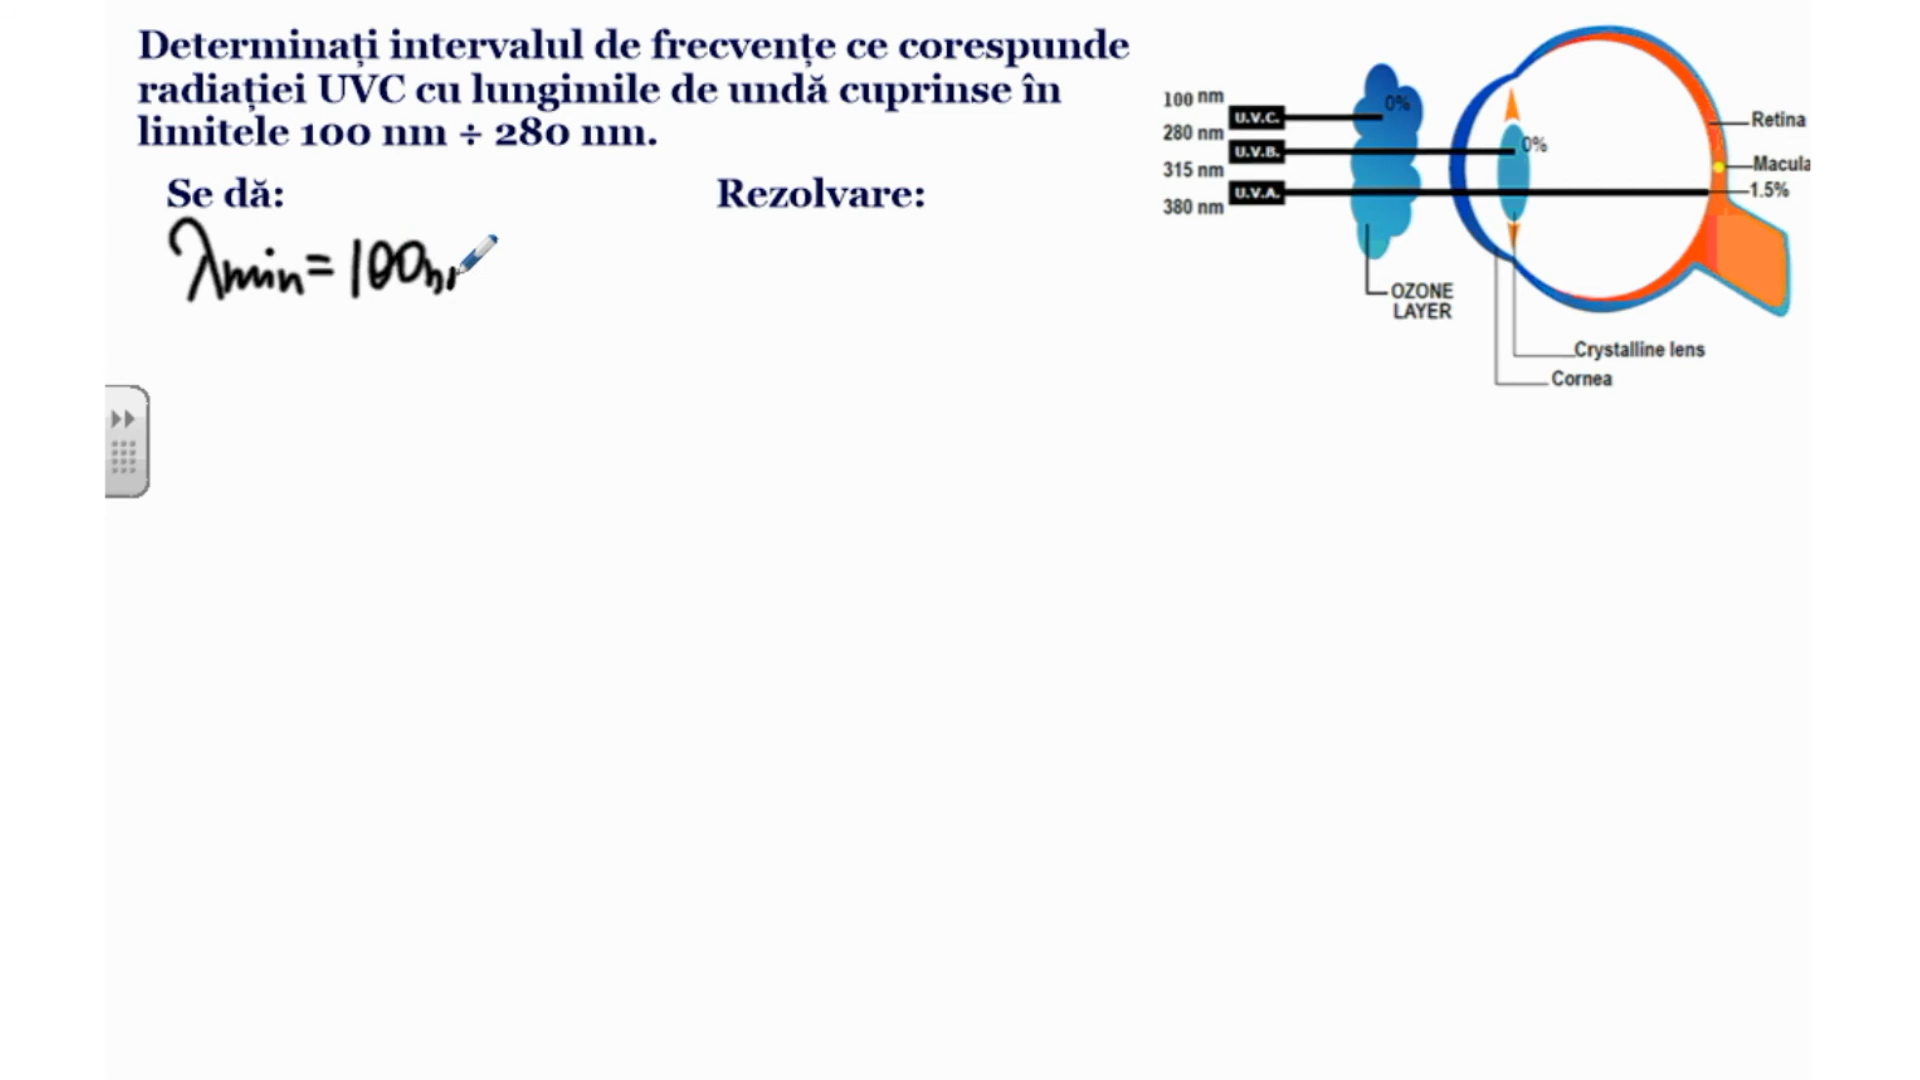 Determinați intervalul de frecvențe ce corespunde
radiației UVC cu lungimile de undă cuprinse în
limitele 100 nm ÷ 280 nm.
Se dă:
Rezolvare:
λmin = 100n
100 nm
U.V.C.
0%
280 nm
U.V.B.
0%
315 nm
U.V.A.
380 nm
Retina
Macula
1.5%
OZONE
LAYER
Crystalline lens
Cornea